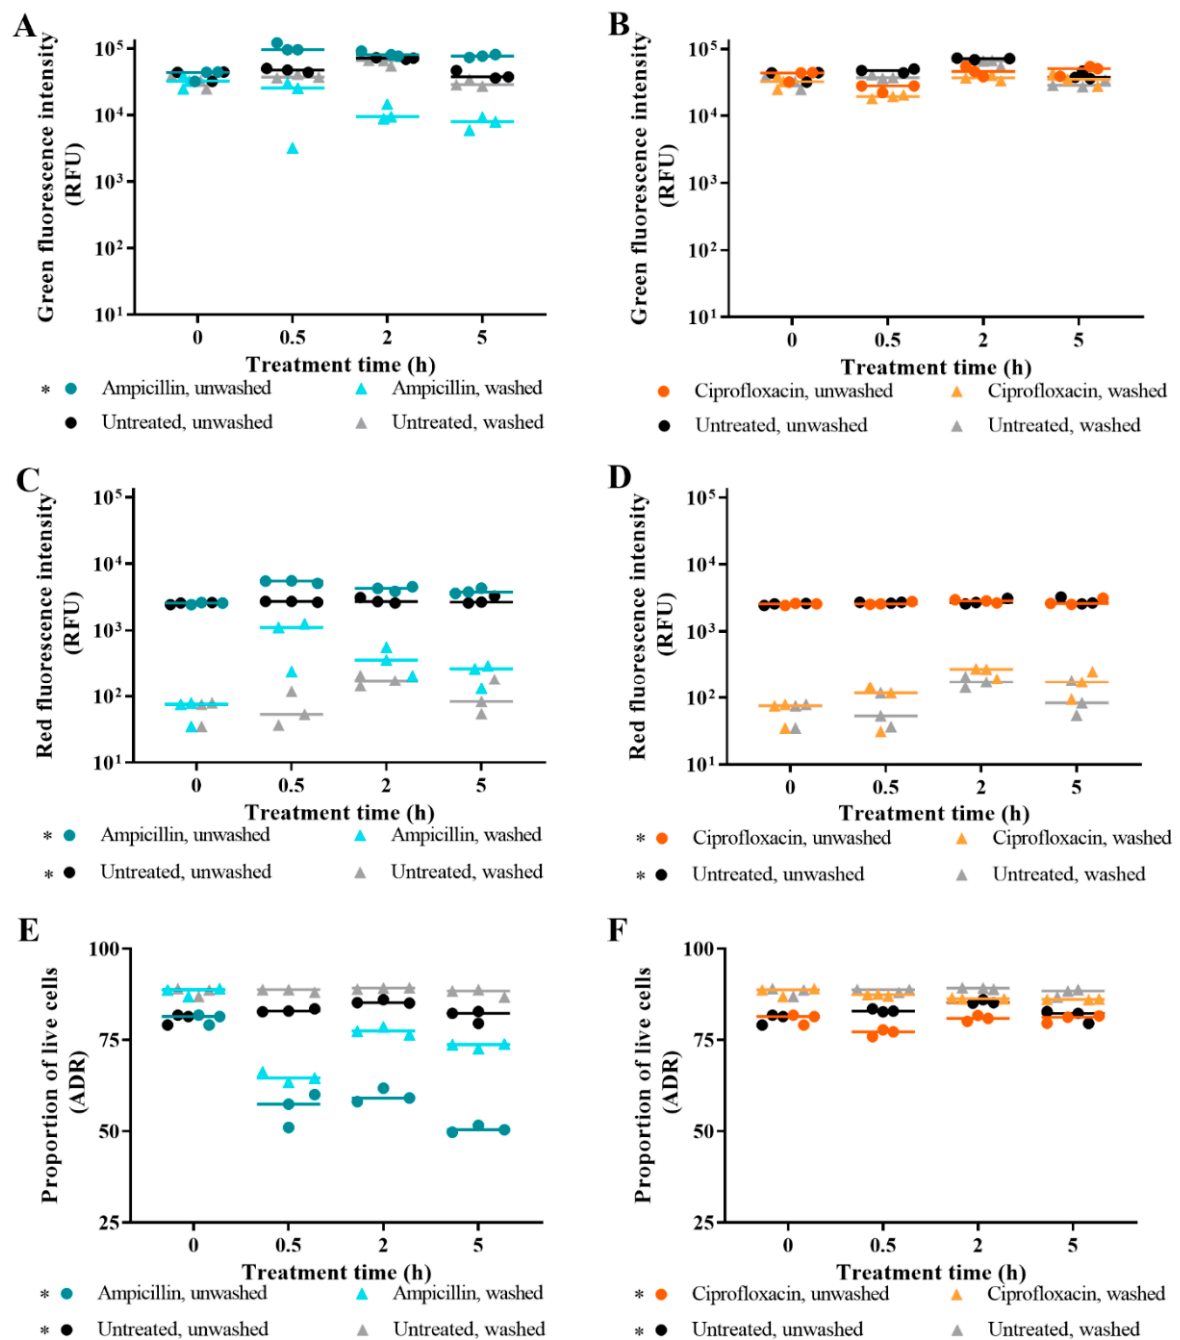 A
Green fluorescence intensity
(RFU)
10⁵
10⁴
10³
10²
10¹
0
0.5
2
5
Treatment time (h)
* Ampicillin, unwashed
Ampicillin, washed
Untreated, unwashed
Untreated, washed
B
Green fluorescence intensity
(RFU)
10⁵
10⁴
10³
10²
10¹
0
0.5
2
5
Treatment time (h)
Ciprofloxacin, unwashed
Ciprofloxacin, washed
Untreated, unwashed
Untreated, washed
C
Red fluorescence intensity
(RFU)
10⁵
10⁴
10³
10²
10¹
0
0.5
2
5
Treatment time (h)
* Ampicillin, unwashed
Ampicillin, washed
* Untreated, unwashed
Untreated, washed
D
Red fluorescence intensity
(RFU)
10⁵
10⁴
10³
10²
10¹
0
0.5
2
5
Treatment time (h)
* Ciprofloxacin, unwashed
Ciprofloxacin, washed
* Untreated, unwashed
Untreated, washed
E
Proportion of live cells
(ADR)
100
75
50
25
0
0.5
2
5
Treatment time (h)
* Ampicillin, unwashed
Ampicillin, washed
* Untreated, unwashed
Untreated, washed
F
Proportion of live cells
(ADR)
100
75
50
25
0
0.5
2
5
Treatment time (h)
* Ciprofloxacin, unwashed
Ciprofloxacin, washed
* Untreated, unwashed
Untreated, washed